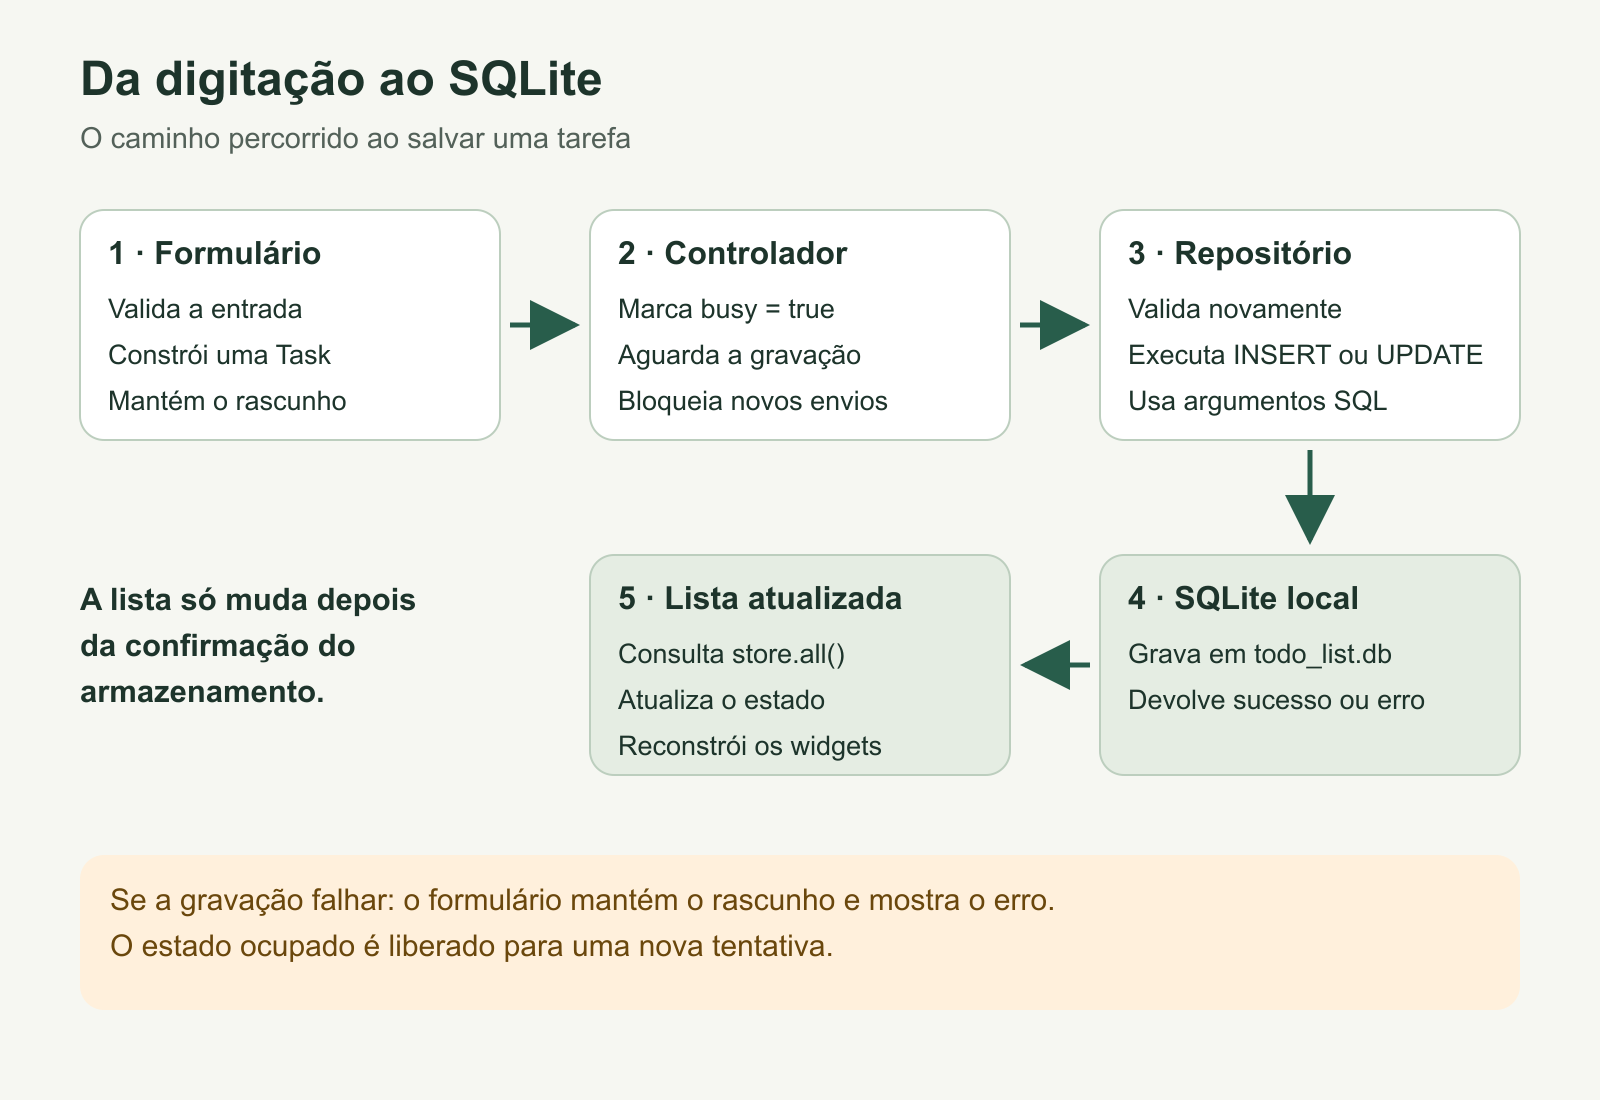 Da digitação ao SQLite
O caminho percorrido ao salvar uma tarefa
1 · Formulário
Valida a entrada
Constrói uma Task
Mantém o rascunho
2 · Controlador
Marca busy = true
Aguarda a gravação
Bloqueia novos envios
3 · Repositório
Valida novamente
Executa INSERT ou UPDATE
Usa argumentos SQL
4 · SQLite local
Grava em todo_list.db
Devolve sucesso ou erro
5 · Lista atualizada
Consulta store.all()
Atualiza o estado
Reconstrói os widgets
A lista só muda depois
da confirmação do
armazenamento.
Se a gravação falhar: o formulário mantém o rascunho e mostra o erro.
O estado ocupado é liberado para uma nova tentativa.